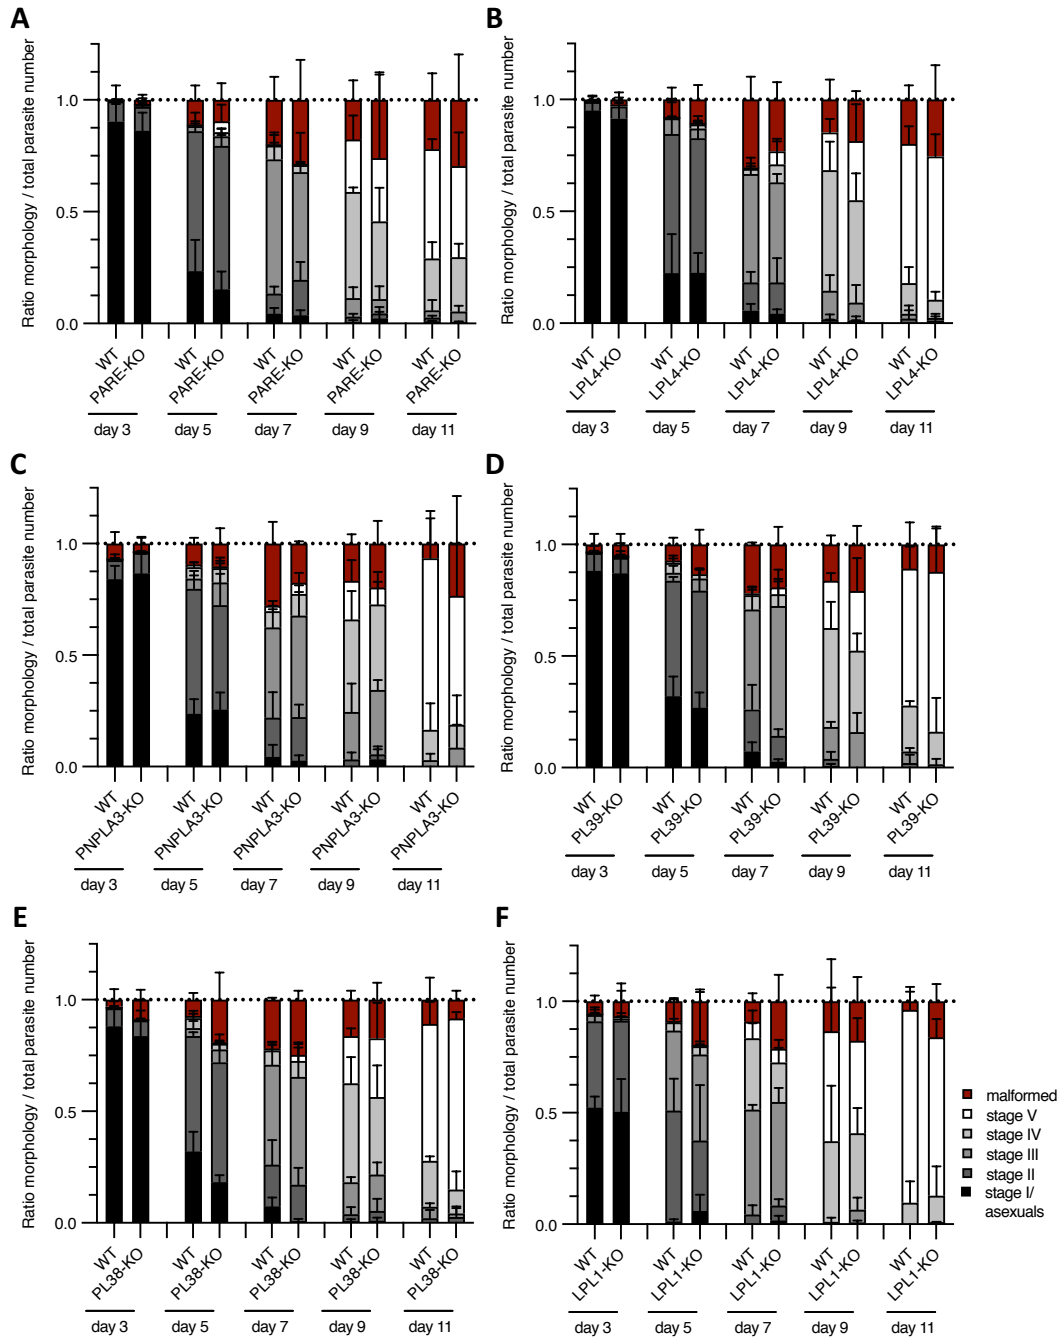 A
Ratio morphology / total parasite number
1.0
0.5
0.0
WT
PARE-KO
WT
PARE-KO
WT
PARE-KO
WT
PARE-KO
WT
PARE-KO
day 3
day 5
day 7
day 9
day 11
B
Ratio morphology / total parasite number
1.0
0.5
0.0
WT
LPL4-KO
WT
LPL4-KO
WT
LPL4-KO
WT
LPL4-KO
WT
LPL4-KO
day 3
day 5
day 7
day 9
day 11
C
Ratio morphology / total parasite number
1.0
0.5
0.0
WT
PNPLA3-KO
WT
PNPLA3-KO
WT
PNPLA3-KO
WT
PNPLA3-KO
WT
PNPLA3-KO
day 3
day 5
day 7
day 9
day 11
D
Ratio morphology / total parasite number
1.0
0.5
0.0
WT
PL39-KO
WT
PL39-KO
WT
PL39-KO
WT
PL39-KO
WT
PL39-KO
day 3
day 5
day 7
day 9
day 11
E
Ratio morphology / total parasite number
1.0
0.5
0.0
WT
PL38-KO
WT
PL38-KO
WT
PL38-KO
WT
PL38-KO
WT
PL38-KO
day 3
day 5
day 7
day 9
day 11
F
Ratio morphology / total parasite number
1.0
0.5
0.0
WT
LPL1-KO
WT
LPL1-KO
WT
LPL1-KO
WT
LPL1-KO
WT
LPL1-KO
day 3
day 5
day 7
day 9
day 11
malformed
stage V
stage IV
stage III
stage II
stage I/
asexuals